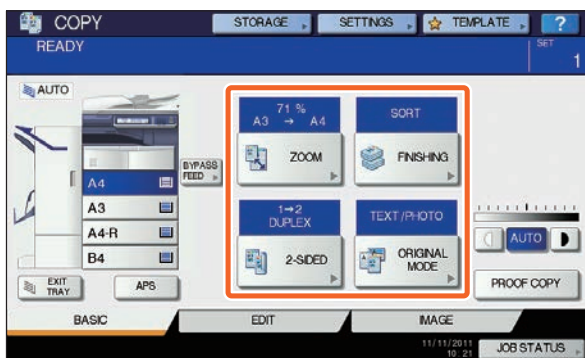 COPY
STORAGE
SETTINGS
TEMPLATE
?
READY
SET
1
AUTO
A4
A3
A4-R
B4
BYPASS
FEED
EXIT
TRAY
APS
71 %
A3 → A4
ZOOM
SORT
FINISHING
1→2
DUPLEX
2-SIDED
TEXT/PHOTO
ORIGINAL
MODE
AUTO
PROOF COPY
BASIC
EDIT
IMAGE
11/11/2011
10 21
JOB STATUS